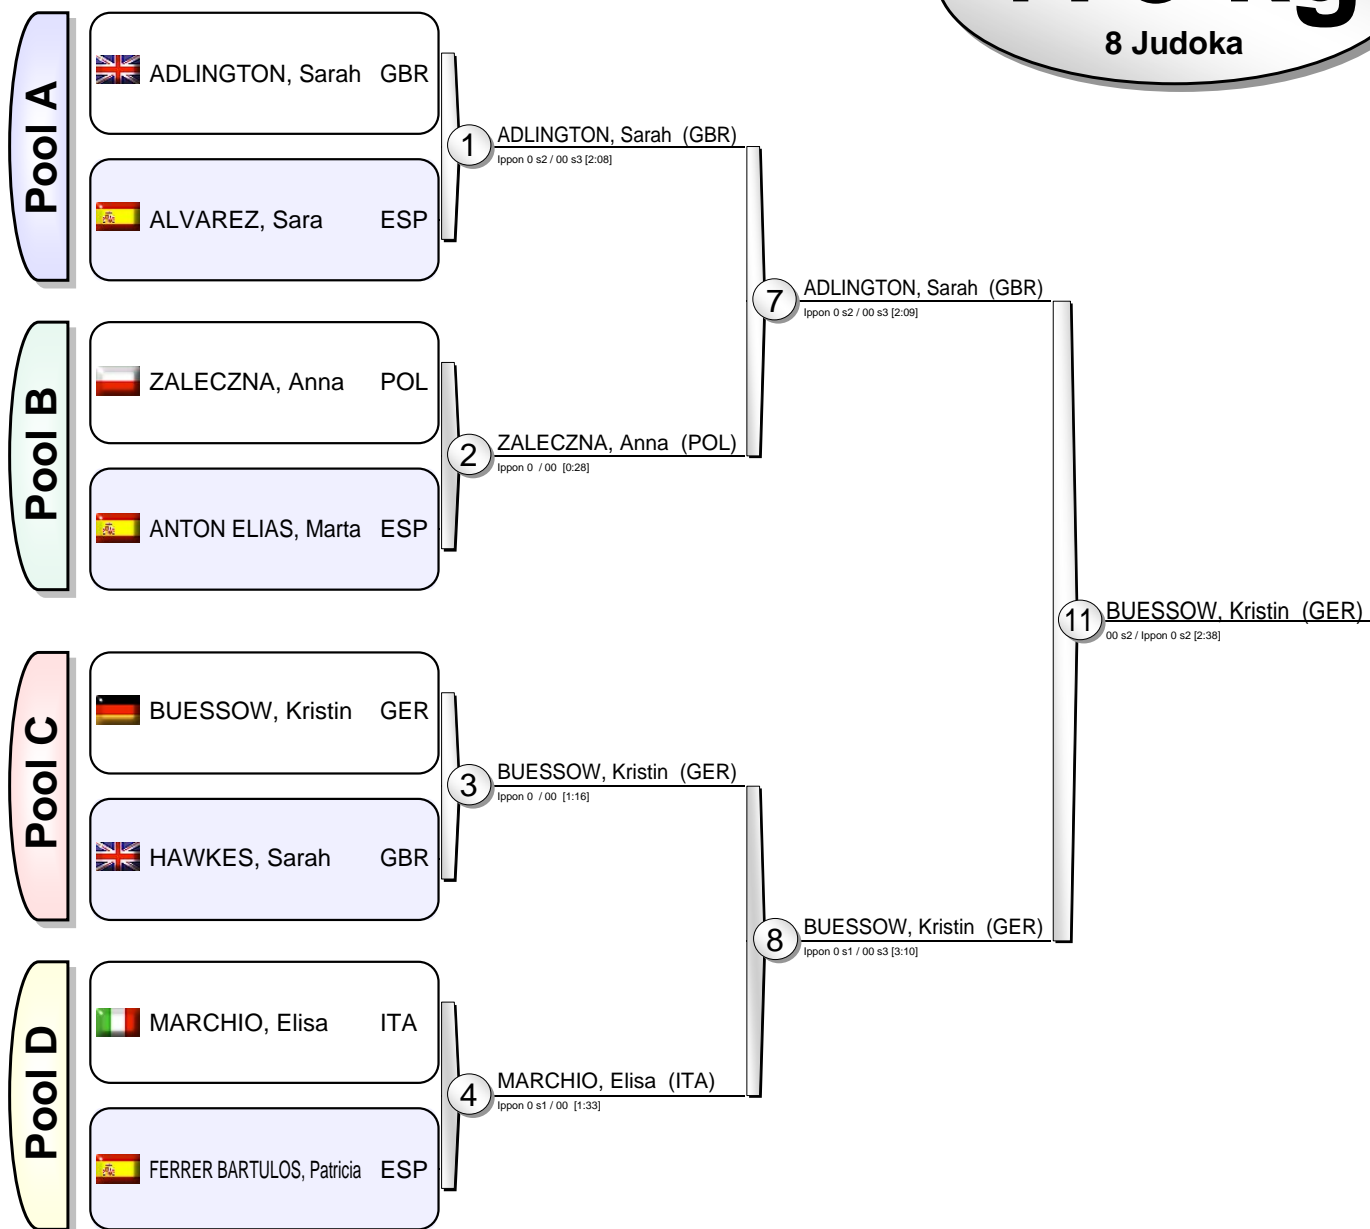 8 Judoka
Pool A
ADLINGTON, Sarah GBR
ALVAREZ, Sara ESP
1
ADLINGTON, Sarah (GBR)
Ippon 0 s2 / 00 s3 [2:08]
Pool B
ZALECZNA, Anna POL
ANTON ELIAS, Marta ESP
2
ZALECZNA, Anna (POL)
Ippon 0 / 00 [0:28]
7
ADLINGTON, Sarah (GBR)
Ippon 0 s2 / 00 s3 [2:09]
Pool C
BUESSOW, Kristin GER
HAWKES, Sarah GBR
3
BUESSOW, Kristin (GER)
Ippon 0 / 00 [1:16]
Pool D
MARCHIO, Elisa ITA
FERRER BARTULOS, Patricia ESP
4
MARCHIO, Elisa (ITA)
Ippon 0 s1 / 00 [1:33]
8
BUESSOW, Kristin (GER)
Ippon 0 s1 / 00 s3 [3:10]
11
BUESSOW, Kristin (GER)
00 s2 / Ippon 0 s2 [2:38]